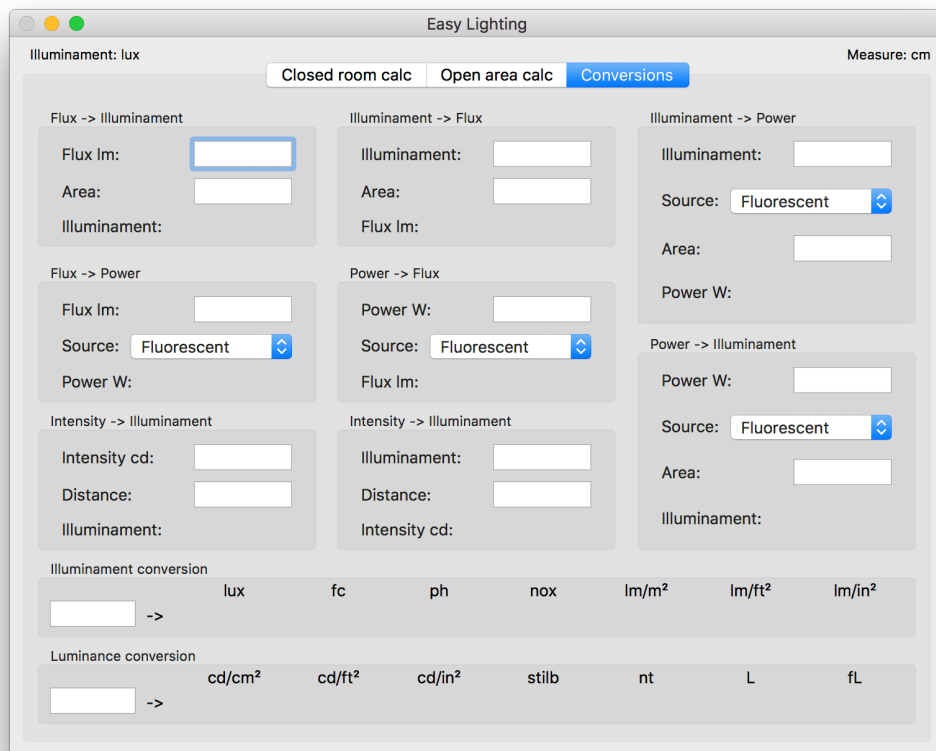 Easy Lighting
Illuminament: lux
Measure: cm
Closed room calc
Open area calc
Conversions
Flux -> Illuminament
Flux lm:
Area:
Illuminament:
Illuminament -> Flux
Illuminament:
Area:
Flux lm:
Illuminament -> Power
Illuminament:
Source: Fluorescent
Area:
Power W:
Flux -> Power
Flux lm:
Source: Fluorescent
Power W:
Power -> Flux
Power W:
Source: Fluorescent
Flux lm:
Power -> Illuminament
Power W:
Source: Fluorescent
Area:
Illuminament:
Intensity -> Illuminament
Intensity cd:
Distance:
Illuminament:
Intensity -> Illuminament
Illuminament:
Distance:
Intensity cd:
Illuminament conversion
lux fc ph nox lm/m² lm/ft² lm/in²
->
Luminance conversion
cd/cm² cd/ft² cd/in² stilb nt L fL
->